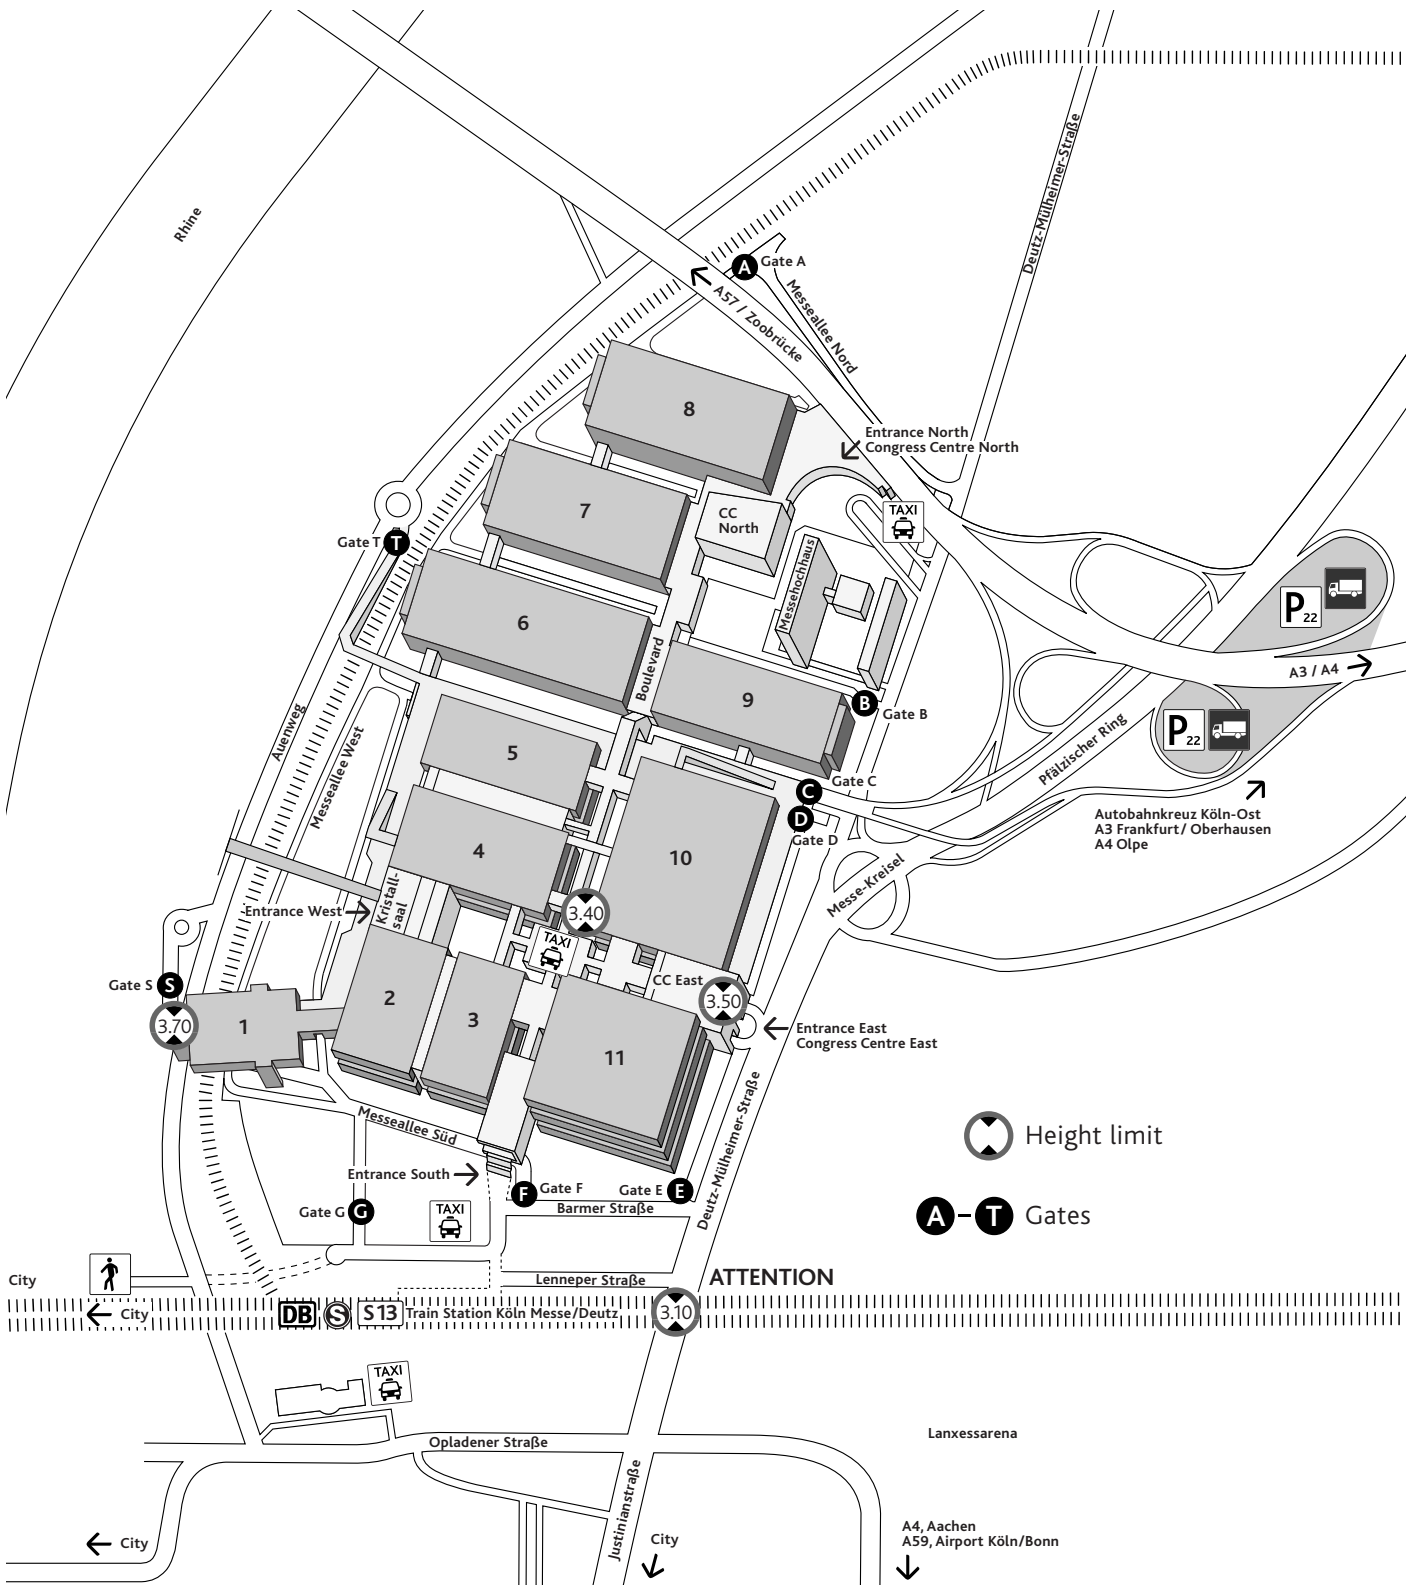 Deutz-Mülheimer-Straße
Rhine
A
Gate A
A57 / Zoobrücke
Messeallee Nord
8
Entrance North
Congress Centre North
7
CC
North
TAXI
Gate T
T
Messehochhaus
P22
6
Boulevard
A3 / A4
9
B
Gate B
Auenweg
Messeallee West
5
P22
Pfälzischer Ring
Gate C
C
D
Gate D
Autobahnkreuz Köln-Ost
A3 Frankfurt / Oberhausen
A4 Olpe
4
10
Messe-Kreisel
Kristall-
saal
Entrance West
3.40
TAXI
Gate S
S
CC East
3.50
2
3
1
3.70
11
Entrance East
Congress Centre East
Messeallee Süd
Deutz-Mülheimer-Straße
Height limit
Entrance South
F
Gate F
Gate E
E
Barmer Straße
Gate G
G
TAXI
A – T Gates
City
Lenneper Straße
ATTENTION
City
DB
S
S 13
Train Station Köln Messe/Deutz
3.10
TAXI
Opladener Straße
Lanxessarena
Justinianstraße
City
City
A4, Aachen
A59, Airport Köln/Bonn